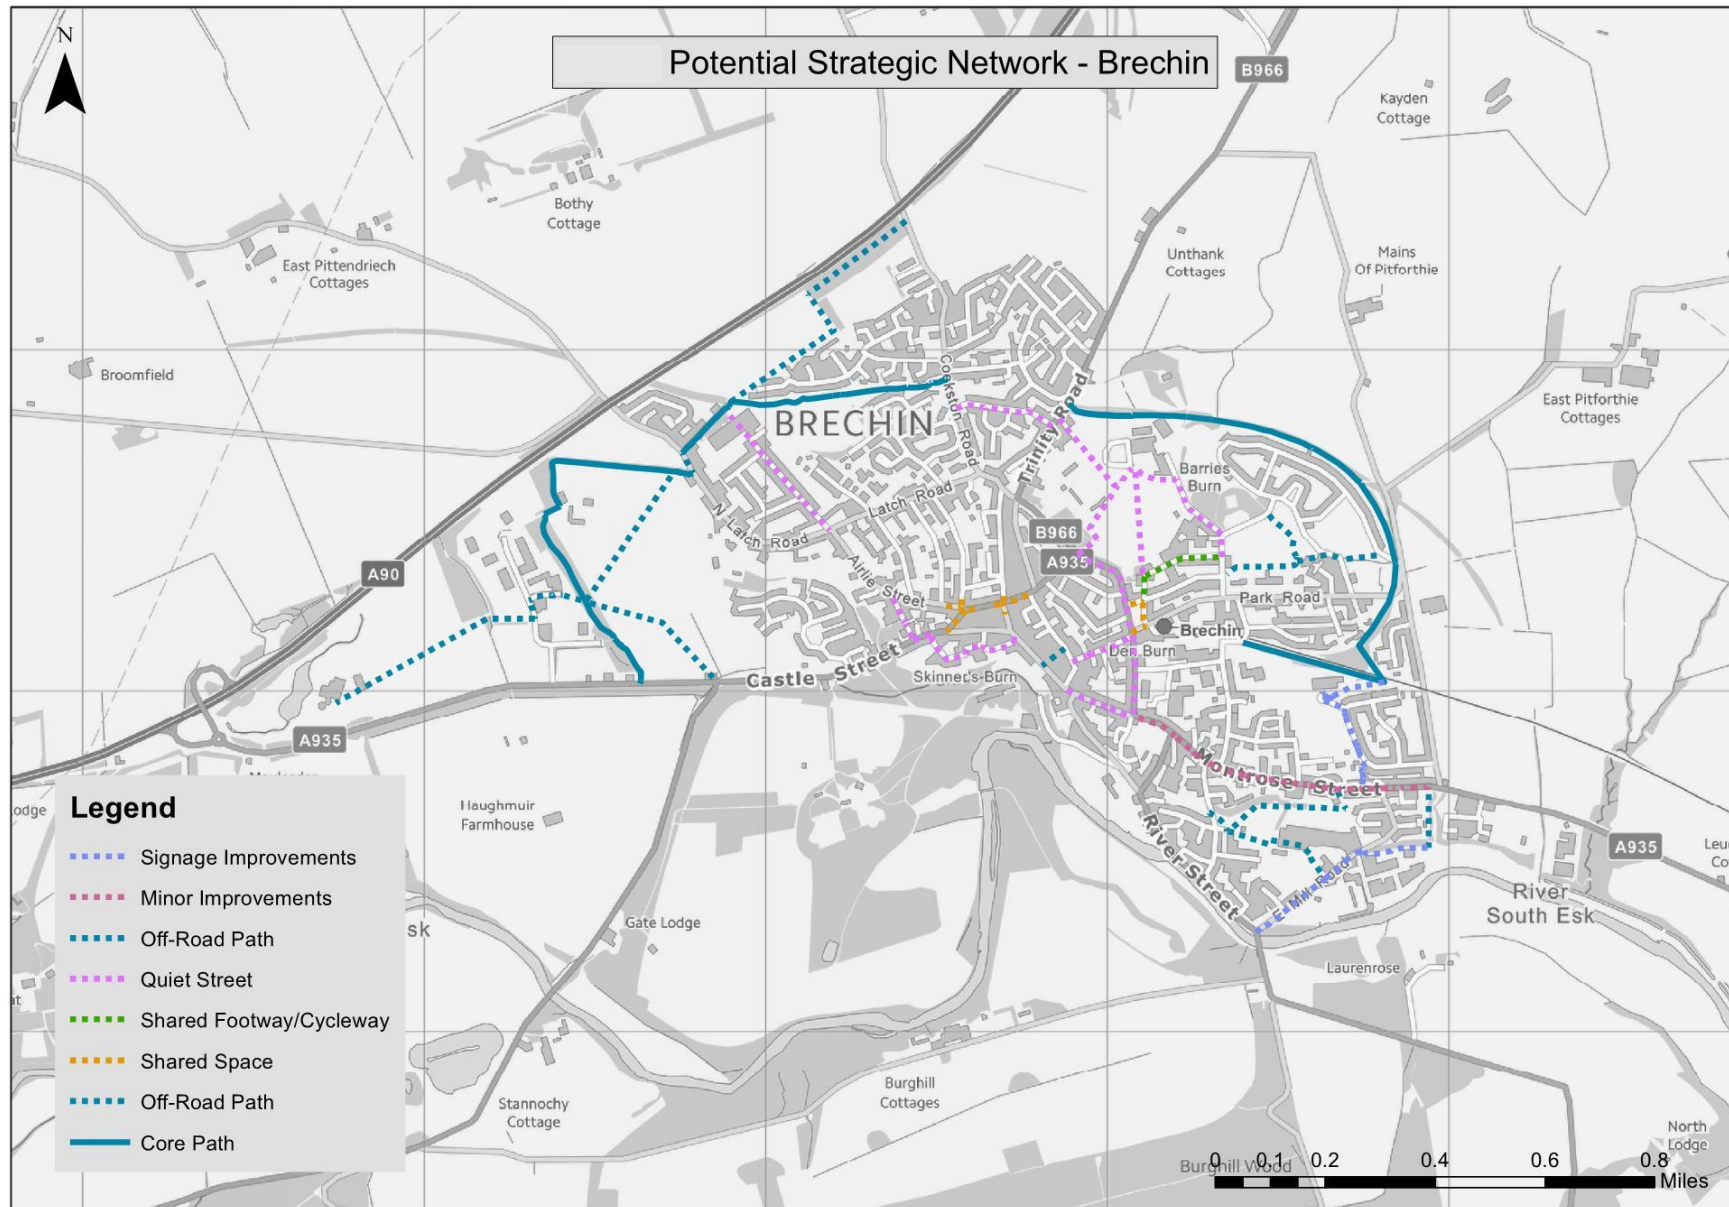 N
Potential Strategic Network - Brechin
B966
Kayden
Cottage
Bothy
Cottage
East Pittendriech
Cottages
Unthank
Cottages
Mains
Of Pitforthie
Broomfield
Cookston Road
Trinity Road
BRECHIN
East Pitforthie
Cottages
Barries
Burn
Latch Road
N Latch Road
B966
A935
A90
Airlie Street
Park Road
Brechin
Den Burn
Castle Street
Skinner's Burn
A935
Montrose Street
River Street
E Mill Road
A935
Haughmuir
Farmhouse
River
South Esk
Gate Lodge
Laurenrose
Burghill
Cottages
Stannochy
Cottage
North
Lodge
Burghill Wood
Legend
Signage Improvements
Minor Improvements
Off-Road Path
Quiet Street
Shared Footway/Cycleway
Shared Space
Off-Road Path
Core Path
0 0.1 0.2 0.4 0.6 0.8
Miles